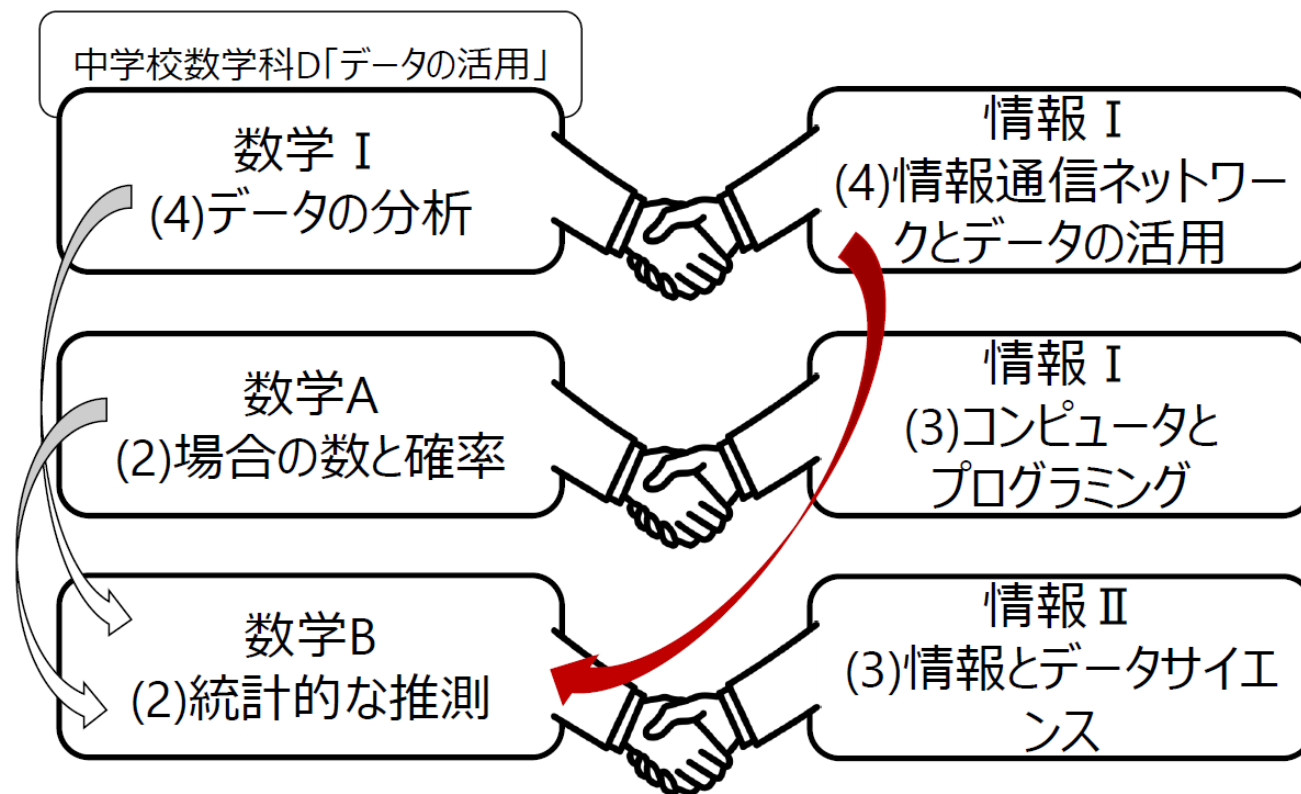 中学校数学科D「データの活用」
数学Ⅰ
(4)データの分析
情報Ⅰ
(4)情報通信ネットワー
クとデータの活用
数学A
(2)場合の数と確率
情報Ⅰ
(3)コンピュータと
プログラミング
数学B
(2)統計的な推測
情報Ⅱ
(3)情報とデータサイエ
ンス